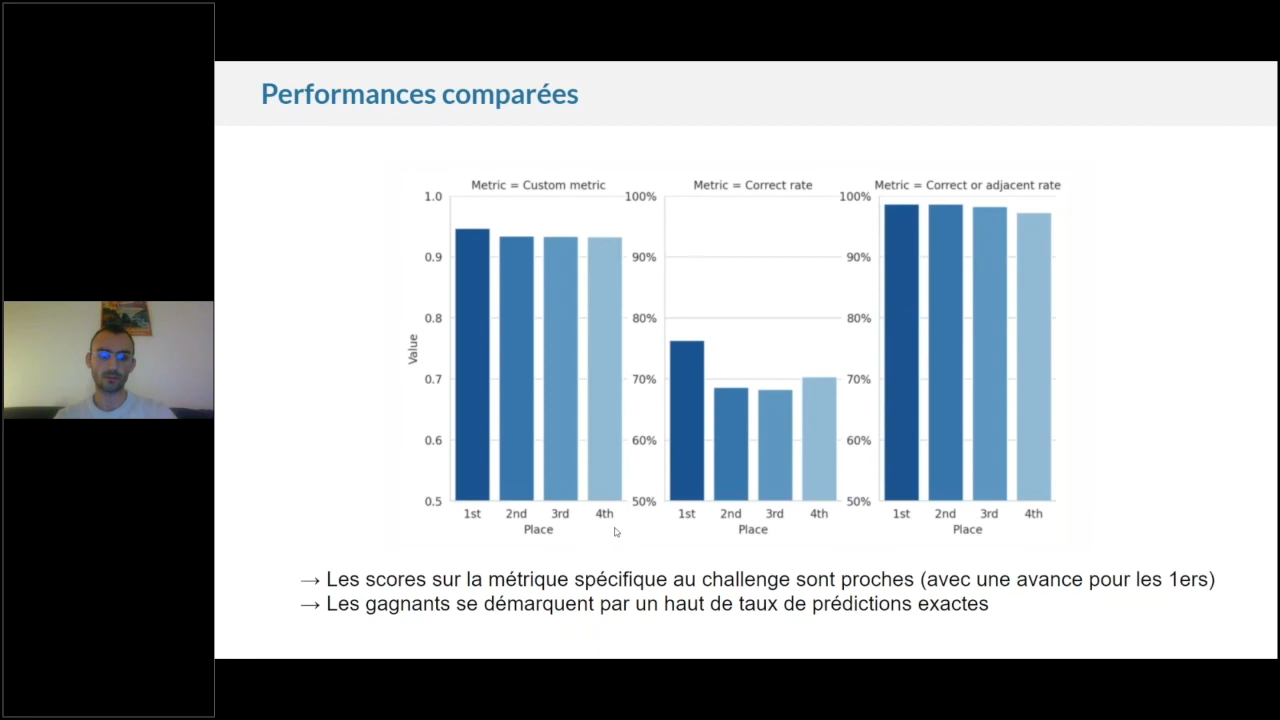 Performances comparées
Metric = Custom metric
1.0
0.9
0.8
0.7
0.6
0.5
Value
1st 2nd 3rd 4th
Place
Metric = Correct rate
100%
90%
80%
70%
60%
50%
1st 2nd 3rd 4th
Place
Metric = Correct or adjacent rate
100%
90%
80%
70%
60%
50%
1st 2nd 3rd 4th
Place
→ Les scores sur la métrique spécifique au challenge sont proches (avec une avance pour les 1ers)
→ Les gagnants se démarquent par un haut de taux de prédictions exactes